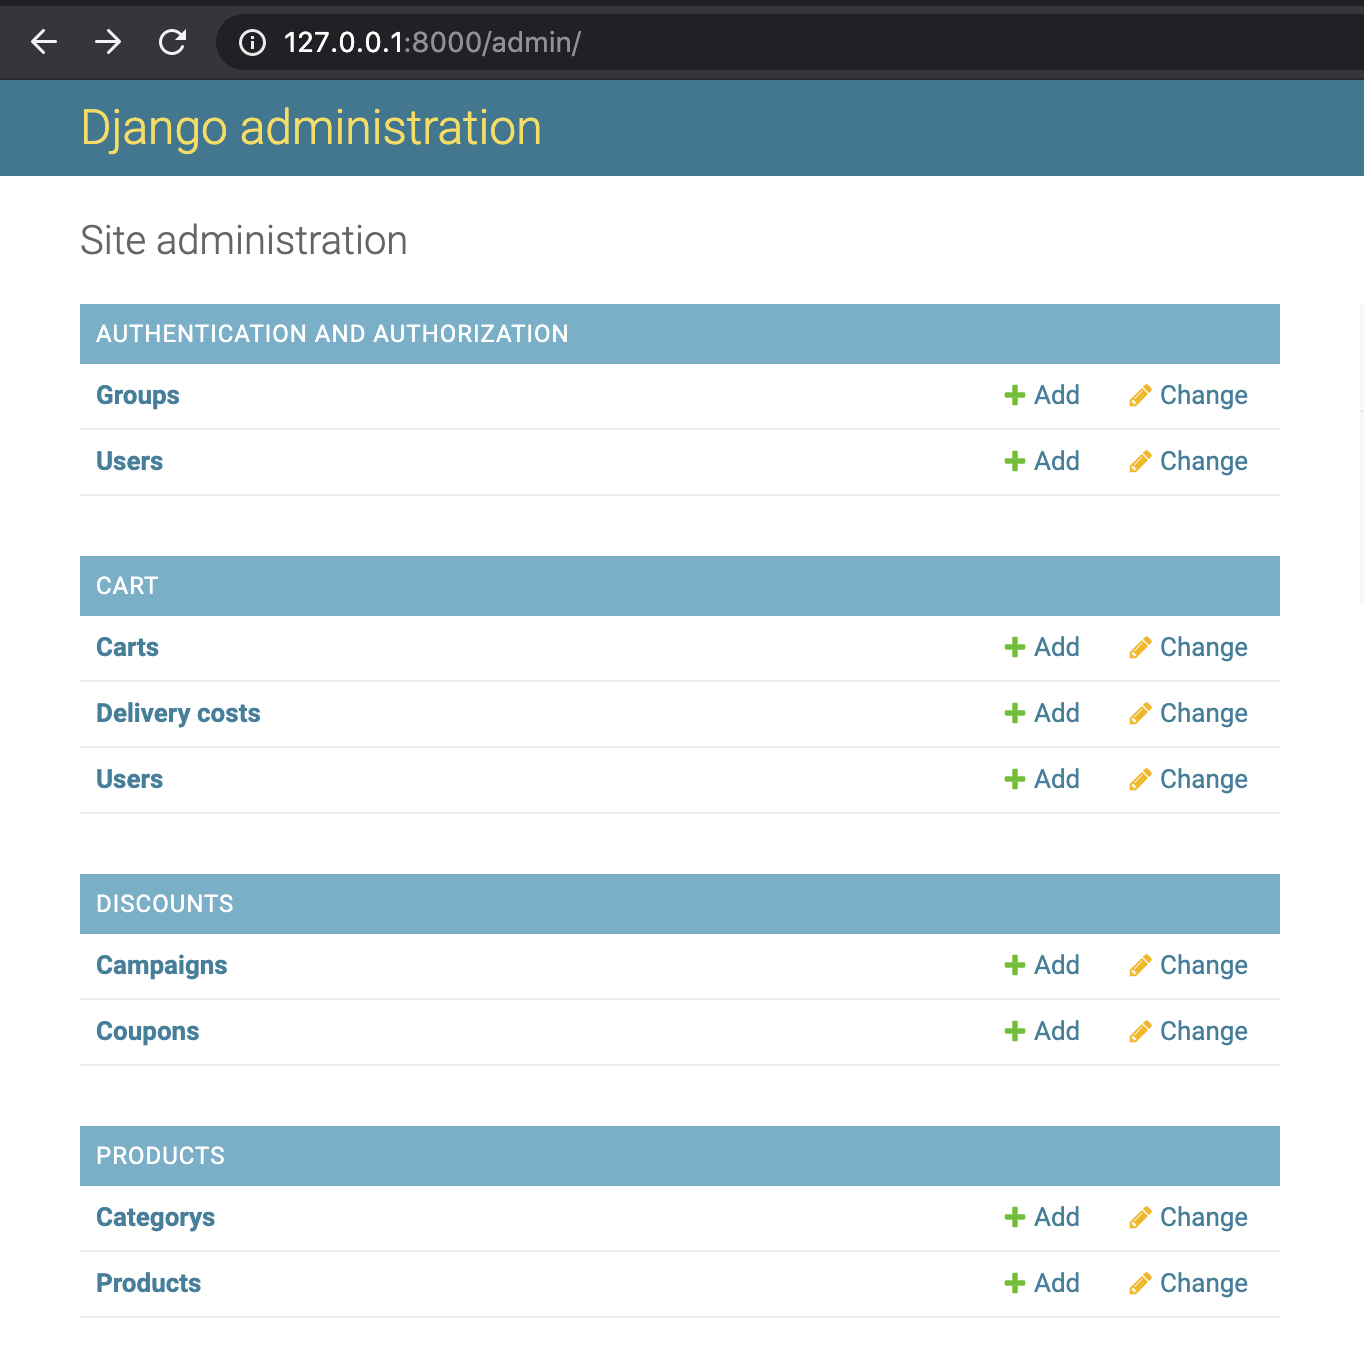 127.0.0.1:8000/admin/
Django administration
Site administration
AUTHENTICATION AND AUTHORIZATION
Groups Add Change
Users Add Change
CART
Carts Add Change
Delivery costs Add Change
Users Add Change
DISCOUNTS
Campaigns Add Change
Coupons Add Change
PRODUCTS
Categorys Add Change
Products Add Change